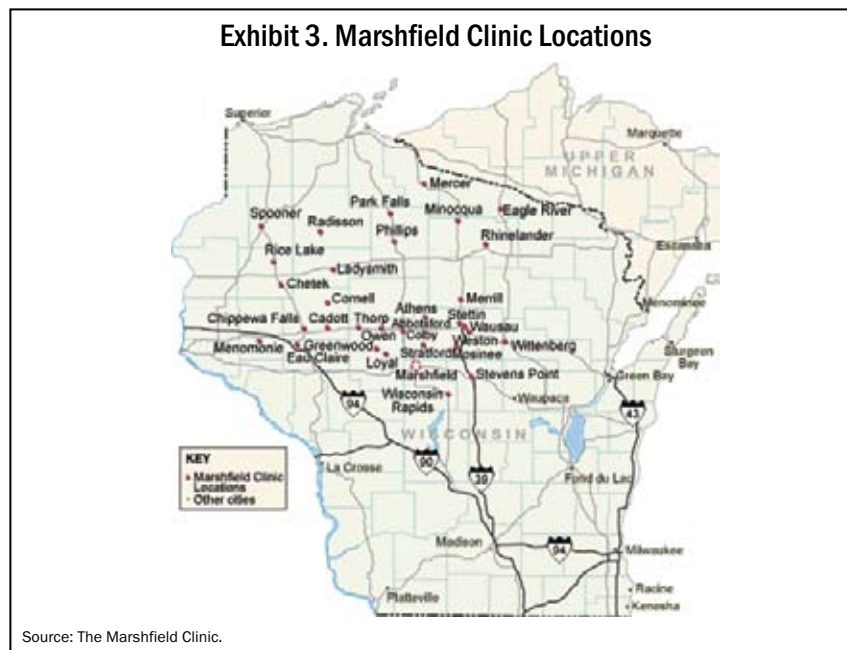 Exhibit 3. Marshfield Clinic Locations
Superior
Marquette
UPPER
MICHIGAN
Mercer
Park Falls
Minocqua
Eagle River
Spooner
Radisson
Phillips
Rhinelander
Escanaba
Rice Lake
Ladysmith
Chetek
Cornell
Merrill
Menominee
Athens
Stettin
Chippewa Falls
Cadott
Thorp
Abbotsford
Wausau
Owen
Colby
Weston
Wittenberg
Menomonie
Greenwood
Stratford
Mosinee
Sturgeon
Bay
Eau Claire
Loyal
Marshfield
Stevens Point
Green Bay
Wisconsin
Rapids
Waupaca
94
43
WISCONSIN
KEY
Marshfield Clinic
Locations
Other cities
La Crosse
90
39
Fond du Lac
Madison
94
Milwaukee
Platteville
Racine
Kenosha
Source: The Marshfield Clinic.